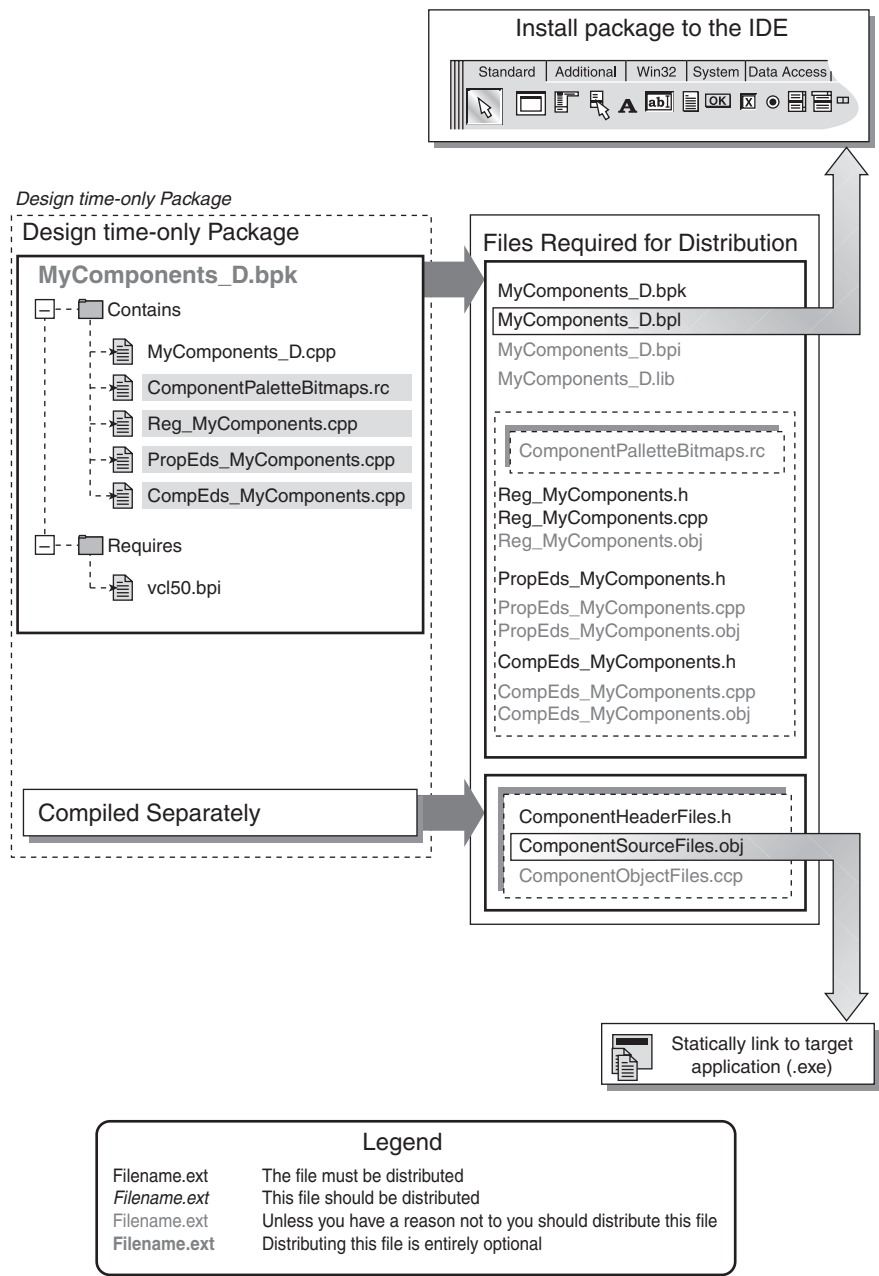 Install package to the IDE
Standard Additional Win32 System Data Access
A ab OK X
Design time-only Package
Design time-only Package
MyComponents_D.bpk
Contains
MyComponents_D.cpp
ComponentPaletteBitmaps.rc
Reg_MyComponents.cpp
PropEds_MyComponents.cpp
CompEds_MyComponents.cpp
Requires
vcl50.bpi
Compiled Separately
Files Required for Distribution
MyComponents_D.bpk
MyComponents_D.bpl
MyComponents_D.bpi
MyComponents_D.lib
ComponentPalletteBitmaps.rc
Reg_MyComponents.h
Reg_MyComponents.cpp
Reg_MyComponents.obj
PropEds_MyComponents.h
PropEds_MyComponents.cpp
PropEds_MyComponents.obj
CompEds_MyComponents.h
CompEds_MyComponents.cpp
CompEds_MyComponents.obj
ComponentHeaderFiles.h
ComponentSourceFiles.obj
ComponentObjectFiles.ccp
Statically link to target
application (.exe)
Legend
Filename.ext The file must be distributed
Filename.ext This file should be distributed
Filename.ext Unless you have a reason not to you should distribute this file
Filename.ext Distributing this file is entirely optional